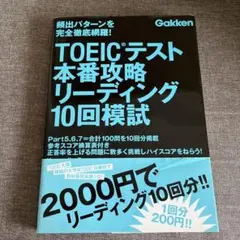 頻出パターンを
完全徹底網羅！
Gakken
TOEIC®テスト
本番攻略
リーディング
10回模試
Part5,6,7=合計100問を10回分掲載
参考スコア換算表付き
正答率を上げる問題に数多く挑戦しハイスコアをねらう！
2000円で
リーディング10回分!!
1回分
200円!!